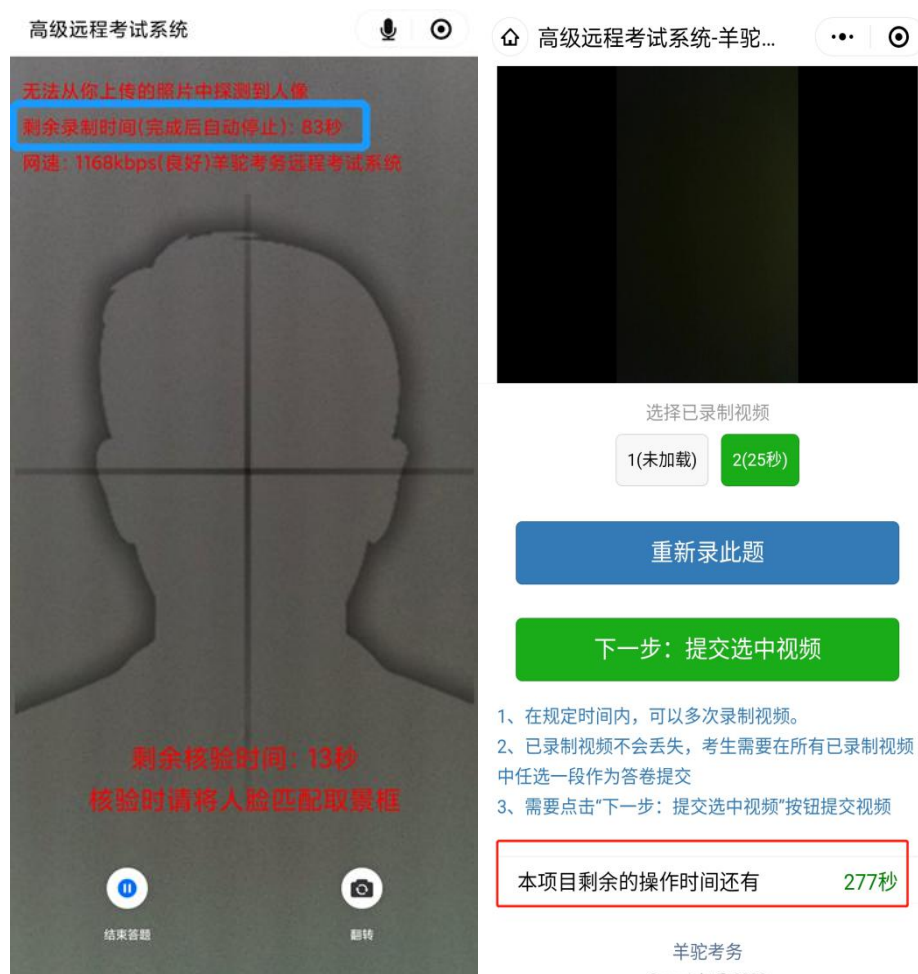 高级远程考试系统
无法从你上传的照片中探测到人像
剩余录制时间(完成后自动停止)：83秒
网速：1168kbps(良好)羊驼考务远程考试系统
剩余核验时间：13秒
核验时请将人脸匹配取景框
结束答题
翻转
高级远程考试系统-羊驼...
选择已录制视频
1(未加载)
2(25秒)
重新录此题
下一步：提交选中视频
1、在规定时间内，可以多次录制视频。
2、已录制视频不会丢失，考生需要在所有已录制视频
中任选一段作为答卷提交
3、需要点击“下一步：提交选中视频”按钮提交视频
本项目剩余的操作时间还有 277秒
羊驼考务